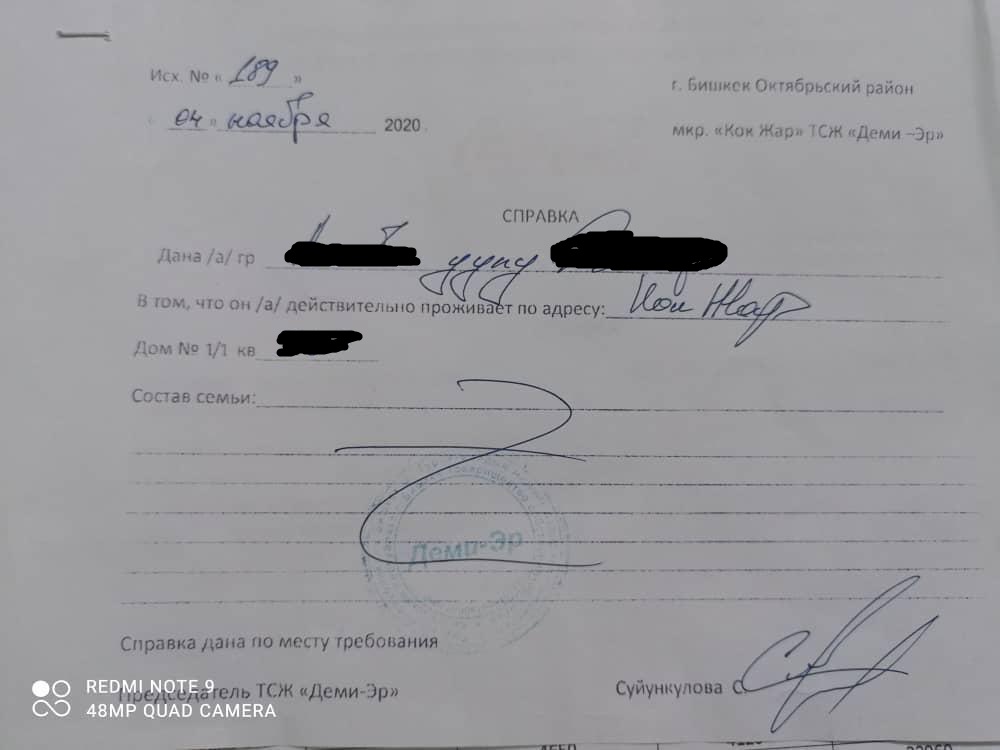 Исх. № « 189 »
г. Бишкек Октябрьский район
04 » ноября 2020
мкр. «Кок Жар» ТСЖ «Деми –Эр»
СПРАВКА
Дана /а/ гр уулу
В том, что он /а/ действительно проживает по адресу: Кок Жар
Дом № 1/1 кв
Состав семьи:
Деми-Эр
Справка дана по месту требования
Председатель ТСЖ «Деми-Эр»
Суйункулова С.
REDMI NOTE 9
48MP QUAD CAMERA